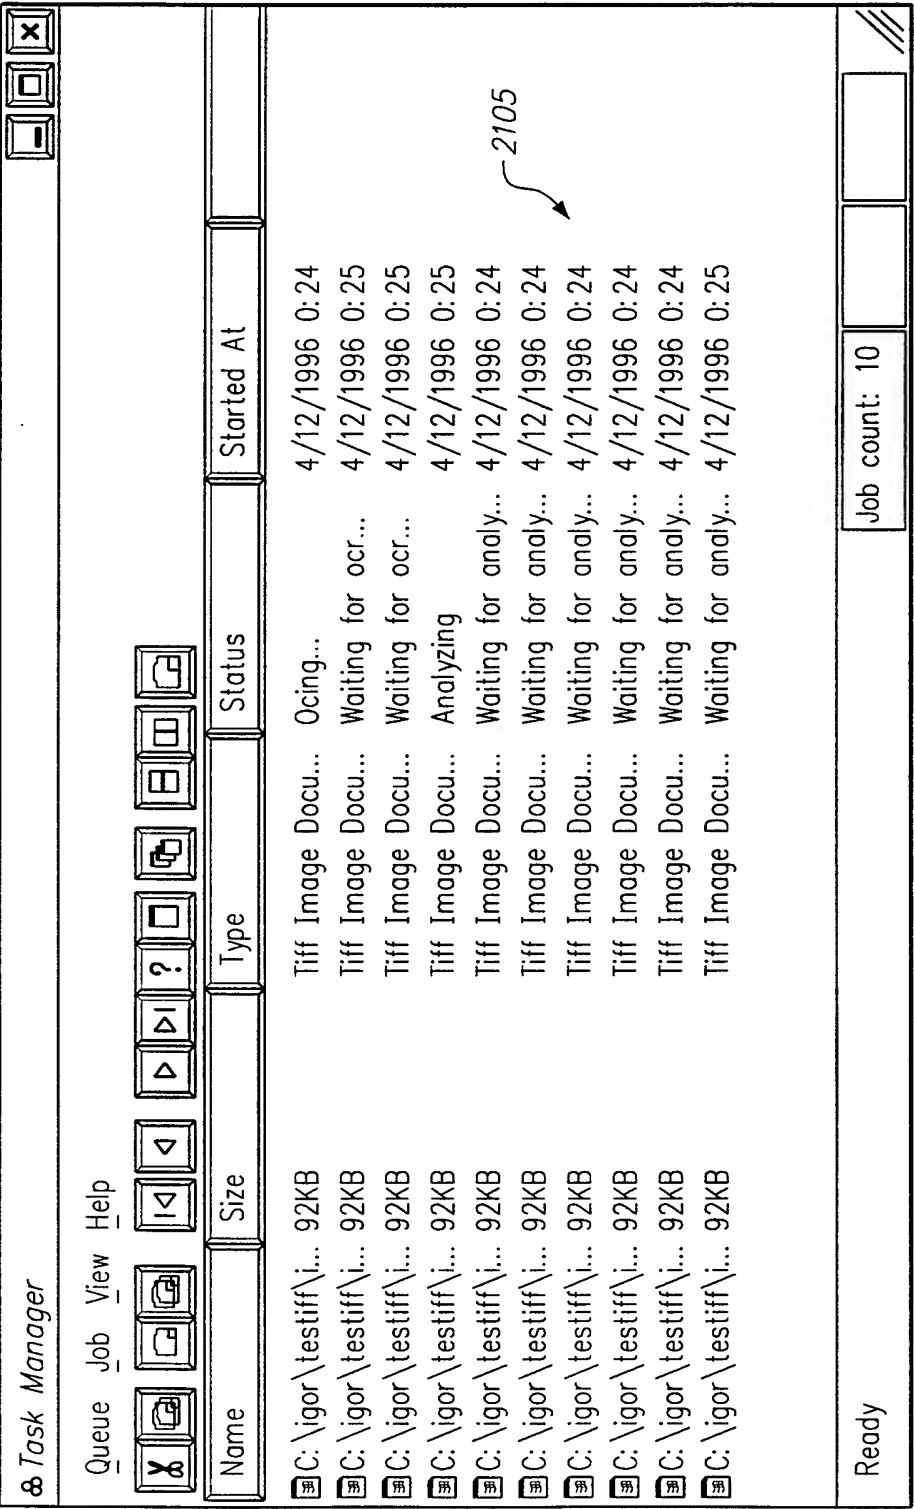 Task Manager
Queue Job View Help
?
Name Size Type Status Started At
C: \igor\testiff\i... 92KB Tiff Image Docu... Ocing... 4/12/1996 0:24
C: \igor\testiff\i... 92KB Tiff Image Docu... Waiting for ocr... 4/12/1996 0:25
C: \igor\testiff\i... 92KB Tiff Image Docu... Waiting for ocr... 4/12/1996 0:25
C: \igor\testiff\i... 92KB Tiff Image Docu... Analyzing 4/12/1996 0:25
C: \igor\testiff\i... 92KB Tiff Image Docu... Waiting for analy... 4/12/1996 0:24
C: \igor\testiff\i... 92KB Tiff Image Docu... Waiting for analy... 4/12/1996 0:24
C: \igor\testiff\i... 92KB Tiff Image Docu... Waiting for analy... 4/12/1996 0:24
C: \igor\testiff\i... 92KB Tiff Image Docu... Waiting for analy... 4/12/1996 0:24
C: \igor\testiff\i... 92KB Tiff Image Docu... Waiting for analy... 4/12/1996 0:24
C: \igor\testiff\i... 92KB Tiff Image Docu... Waiting for analy... 4/12/1996 0:25
2105
Ready Job count: 10